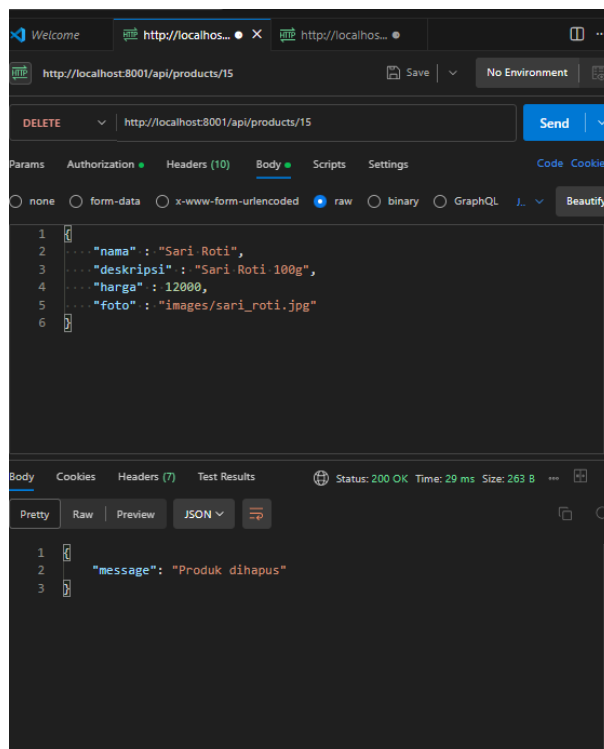 Welcome
HTTP http://localhos... ● ×
HTTP http://localhos... ●
HTTP http://localhost:8001/api/products/15
Save
No Environment
DELETE
http://localhost:8001/api/products/15
Send
Params Authorization Headers (10) Body Scripts Settings
Code Cookie
none form-data x-www-form-urlencoded raw binary GraphQL J...
Beautify
1 {
2 "nama" : "Sari Roti",
3 "deskripsi" : "Sari Roti 100g",
4 "harga" : 12000,
5 "foto" : "images/sari_roti.jpg"
6 }
Body Cookies Headers (7) Test Results
Status: 200 OK Time: 29 ms Size: 263 B
Pretty Raw Preview JSON
1 {
2 "message": "Produk dihapus"
3 }